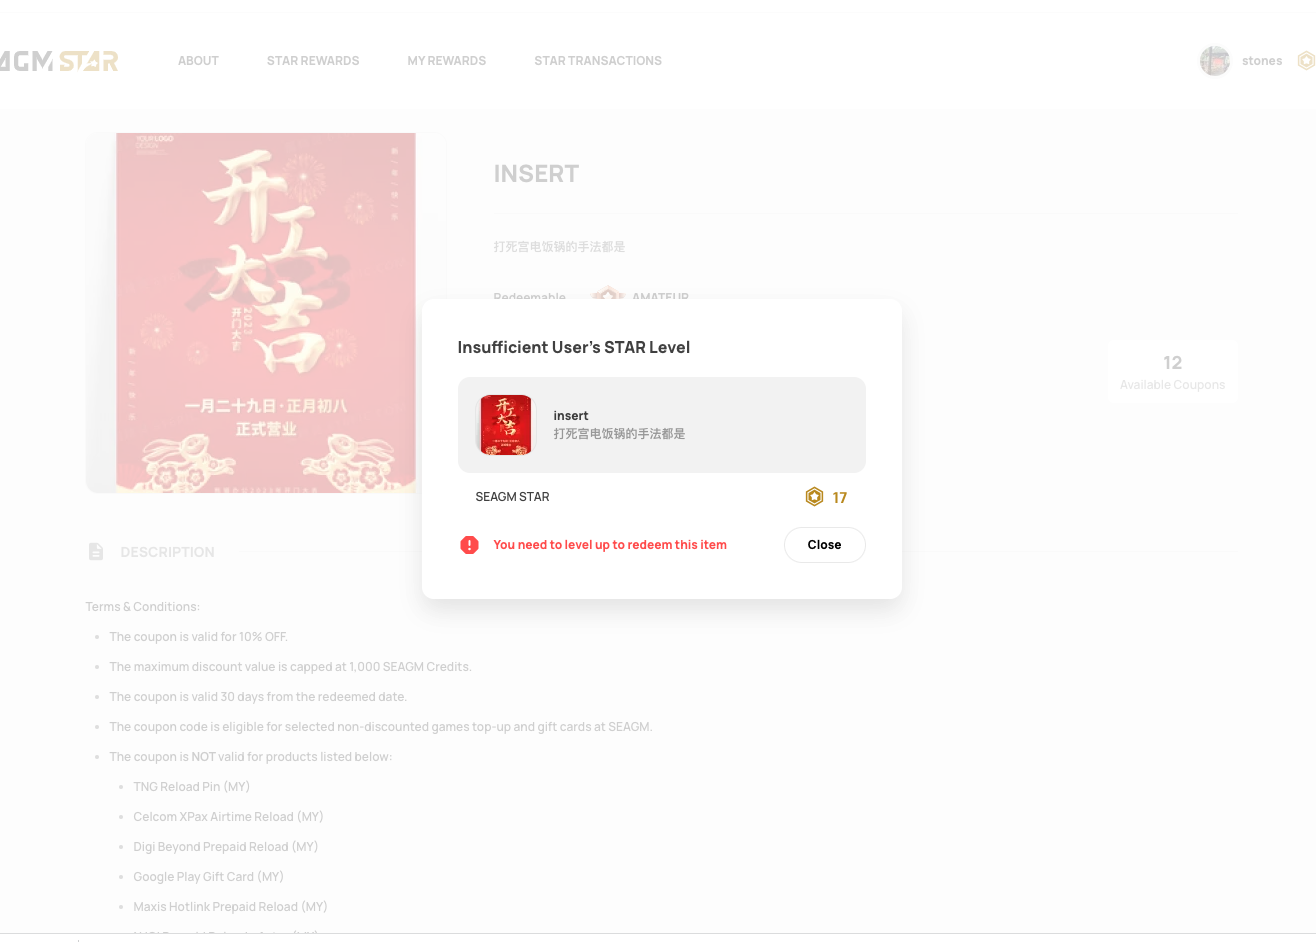 AGM STAR
ABOUT
STAR REWARDS
MY REWARDS
STAR TRANSACTIONS
stones
YOUR LOGO
DESIGN
开工大吉
2023
2023
开门大吉
一月二十九日·正月初八
正式营业
INSERT
打死宫电饭锅的手法都是
Redeemable
AMATEUR
12
Available Coupons
Insufficient User's STAR Level
开工大吉
insert
打死宫电饭锅的手法都是
SEAGM STAR
17
You need to level up to redeem this item
Close
DESCRIPTION
Terms & Conditions:
The coupon is valid for 10% OFF.
The maximum discount value is capped at 1,000 SEAGM Credits.
The coupon is valid 30 days from the redeemed date.
The coupon code is eligible for selected non-discounted games top-up and gift cards at SEAGM.
The coupon is NOT valid for products listed below:
TNG Reload Pin (MY)
Celcom XPax Airtime Reload (MY)
Digi Beyond Prepaid Reload (MY)
Google Play Gift Card (MY)
Maxis Hotlink Prepaid Reload (MY)